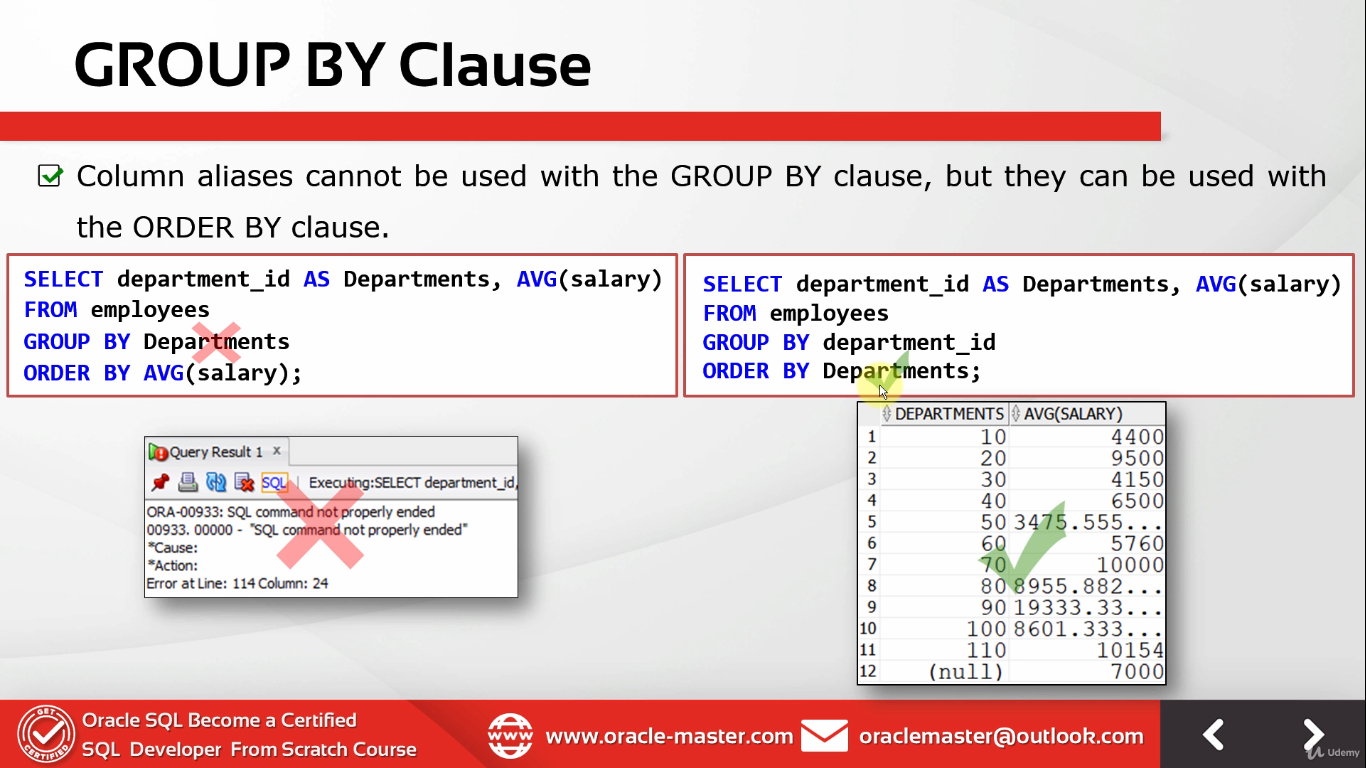 GROUP BY Clause
Column aliases cannot be used with the GROUP BY clause, but they can be used with
the ORDER BY clause.
SELECT department_id AS Departments, AVG(salary)
FROM employees
GROUP BY Departments
ORDER BY AVG(salary);
SELECT department_id AS Departments, AVG(salary)
FROM employees
GROUP BY department_id
ORDER BY Departments;
Query Result 1 x
SQL | Executing:SELECT department_id,
ORA-00933: SQL command not properly ended
00933. 00000 - "SQL command not properly ended"
*Cause:
*Action:
Error at Line: 114 Column: 24
DEPARTMENTS AVG(SALARY)
1 10 4400
2 20 9500
3 30 4150
4 40 6500
5 50 3475.555...
6 60 5760
7 70 10000
8 80 8955.882...
9 90 19333.33...
10 100 8601.333...
11 110 10154
12 (null) 7000
GET CERTIFIED
Oracle SQL Become a Certified
SQL Developer From Scratch Course
WWW www.oracle-master.com
oraclemaster@outlook.com
Udemy